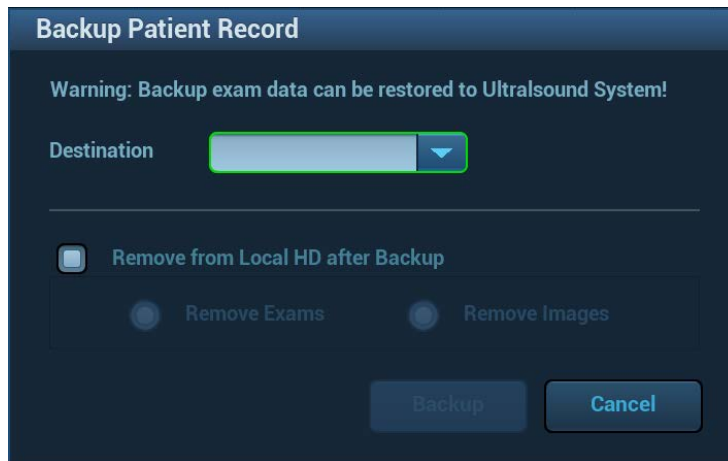 Backup Patient Record
Warning: Backup exam data can be restored to Ultralsound System!
Destination
Remove from Local HD after Backup
Remove Exams Remove Images
Backup Cancel